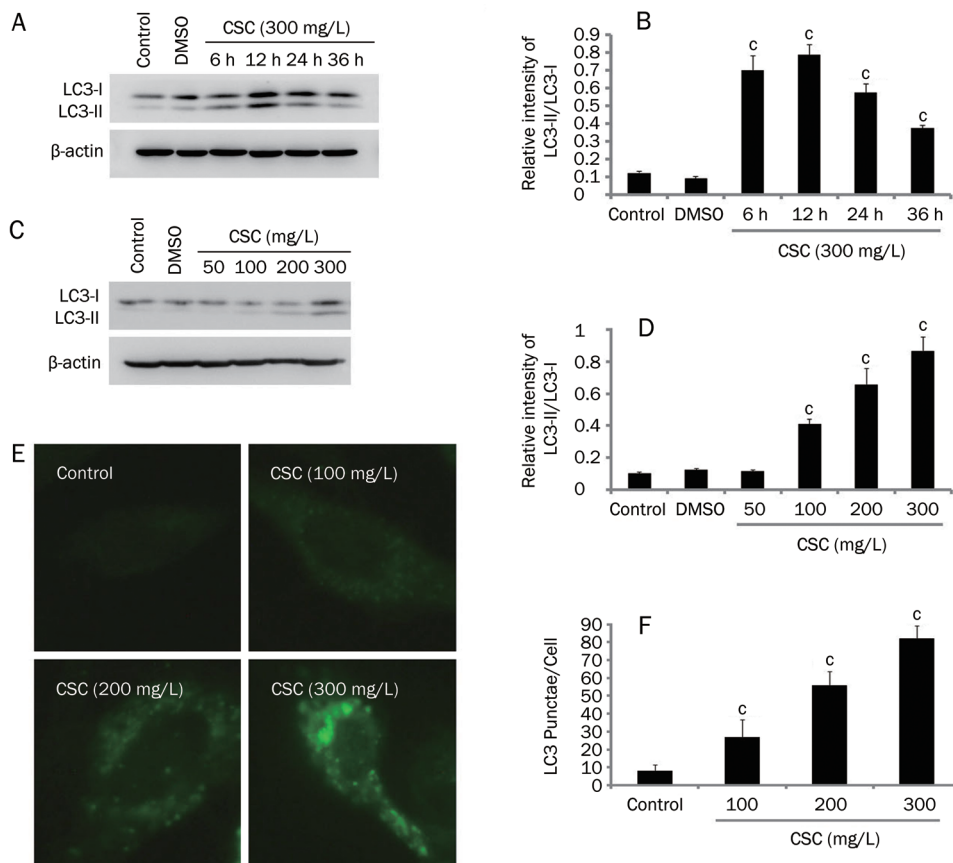 A
Control
DMSO
CSC (300 mg/L)
6 h 12 h 24 h 36 h
LC3-I
LC3-II
β-actin
B
Relative intensity of
LC3-II/LC3-I
0.9
0.8
0.7
0.6
0.5
0.4
0.3
0.2
0.1
0
c
c
c
c
Control DMSO 6 h 12 h 24 h 36 h
CSC (300 mg/L)
C
Control
DMSO
CSC (mg/L)
50 100 200 300
LC3-I
LC3-II
β-actin
D
Relative intensity of
LC3-II/LC3-I
1
0.8
0.6
0.4
0.2
0
c
c
c
Control DMSO 50 100 200 300
CSC (mg/L)
E
Control
CSC (100 mg/L)
CSC (200 mg/L)
CSC (300 mg/L)
F
LC3 Punctae/Cell
90
80
70
60
50
40
30
20
10
0
c
c
c
Control 100 200 300
CSC (mg/L)